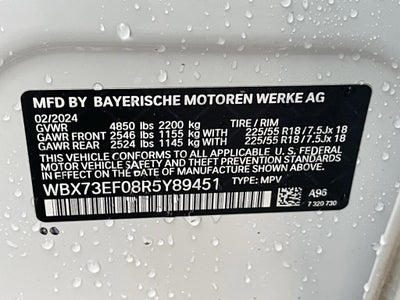 MFD BY BAYERISCHE MOTOREN WERKE AG
02/2024 TIRE / RIM
GVWR 4850 lbs 2200 kg
GAWR FRONT 2546 lbs 1155 kg WITH 225/55 R18 / 7.5Jx 18
GAWR REAR 2524 lbs 1145 kg WITH 225/55 R18 / 7.5Jx 18
THIS VEHICLE CONFORMS TO ALL APPLICABLE U.S. FEDERAL
MOTOR VEHICLE SAFETY AND THEFT PREVENTION STANDARDS
IN EFFECT ON THE DATE OF MANUFACTURE SHOWN ABOVE.
WBX73EF08R5Y89451 TYPE: MPV
A96
7 320 730